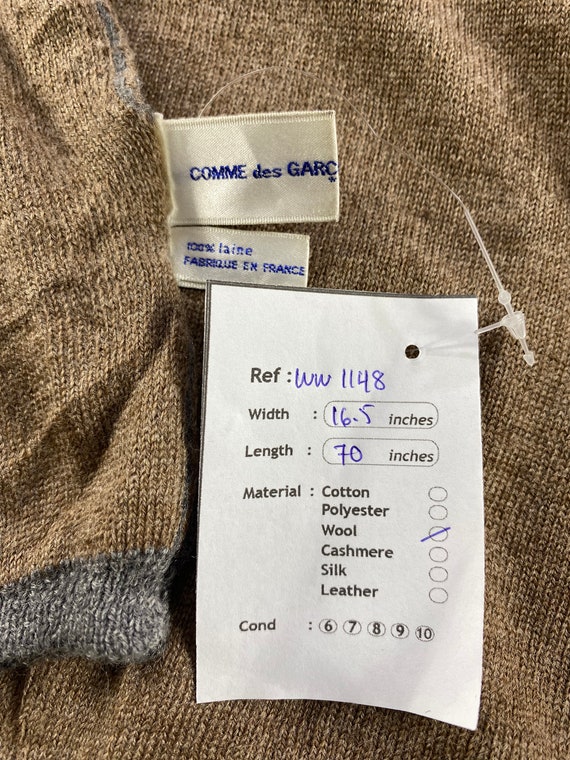 COMME des GARÇ
100% laine
FABRIQUE EN FRANCE
Ref : WW 1148
Width : 16.5 inches
Length : 70 inches
Material : Cotton
Polyester
Wool
Cashmere
Silk
Leather
Cond : 6 7 8 9 10